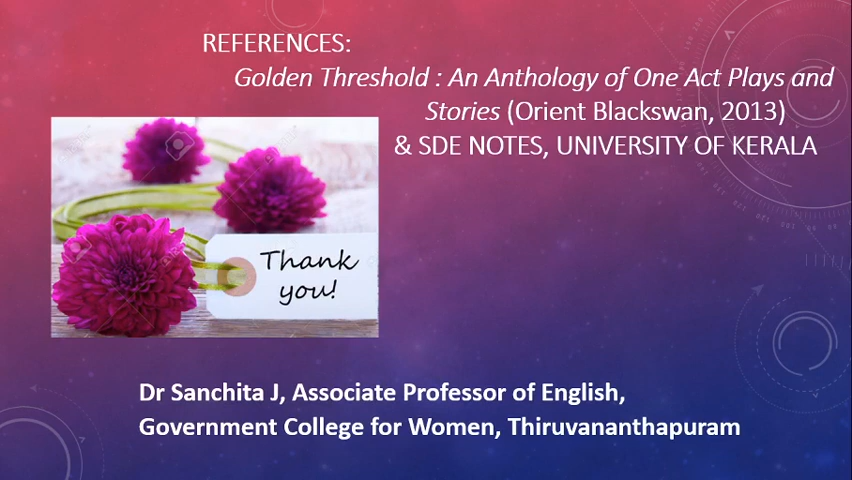 REFERENCES:
Golden Threshold : An Anthology of One Act Plays and
Stories (Orient Blackswan, 2013)
& SDE NOTES, UNIVERSITY OF KERALA
Thank
you!
Dr Sanchita J, Associate Professor of English,
Government College for Women, Thiruvananthapuram